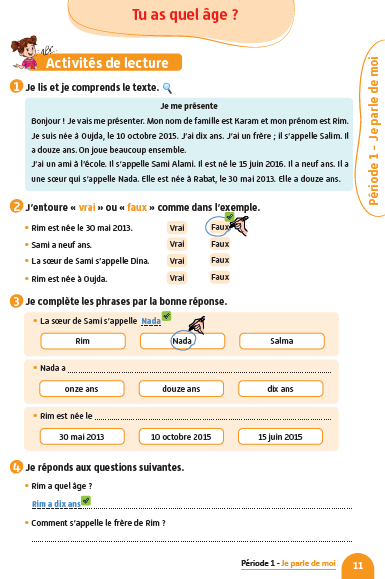 Tu as quel âge ?
ABC
Activités de lecture
Période 1 - Je parle de moi
1 Je lis et je comprends le texte.
Je me présente
Bonjour ! Je vais me présenter. Mon nom de famille est Karam et mon prénom est Rim.
Je suis née à Oujda, le 10 octobre 2015. J'ai dix ans. J'ai un frère ; il s'appelle Salim. Il
a douze ans. On joue beaucoup ensemble.
J'ai un ami à l'école. Il s'appelle Sami Alami. Il est né le 15 juin 2016. Il a neuf ans. Il a
une sœur qui s'appelle Nada. Elle est née à Rabat, le 30 mai 2013. Elle a douze ans.
2 J'entoure « vrai » ou « faux » comme dans l'exemple.
• Rim est née le 30 mai 2013. Vrai Faux
• Sami a neuf ans. Vrai Faux
• La sœur de Sami s'appelle Dina. Vrai Faux
• Rim est née à Oujda. Vrai Faux
3 Je complète les phrases par la bonne réponse.
• La sœur de Sami s'appelle Nada
Rim Nada Salma
• Nada a
onze ans douze ans dix ans
• Rim est née le
30 mai 2013 10 octobre 2015 15 juin 2015
4 Je réponds aux questions suivantes.
• Rim a quel âge ?
Rim a dix ans
• Comment s'appelle le frère de Rim ?
Période 1 - Je parle de moi 11